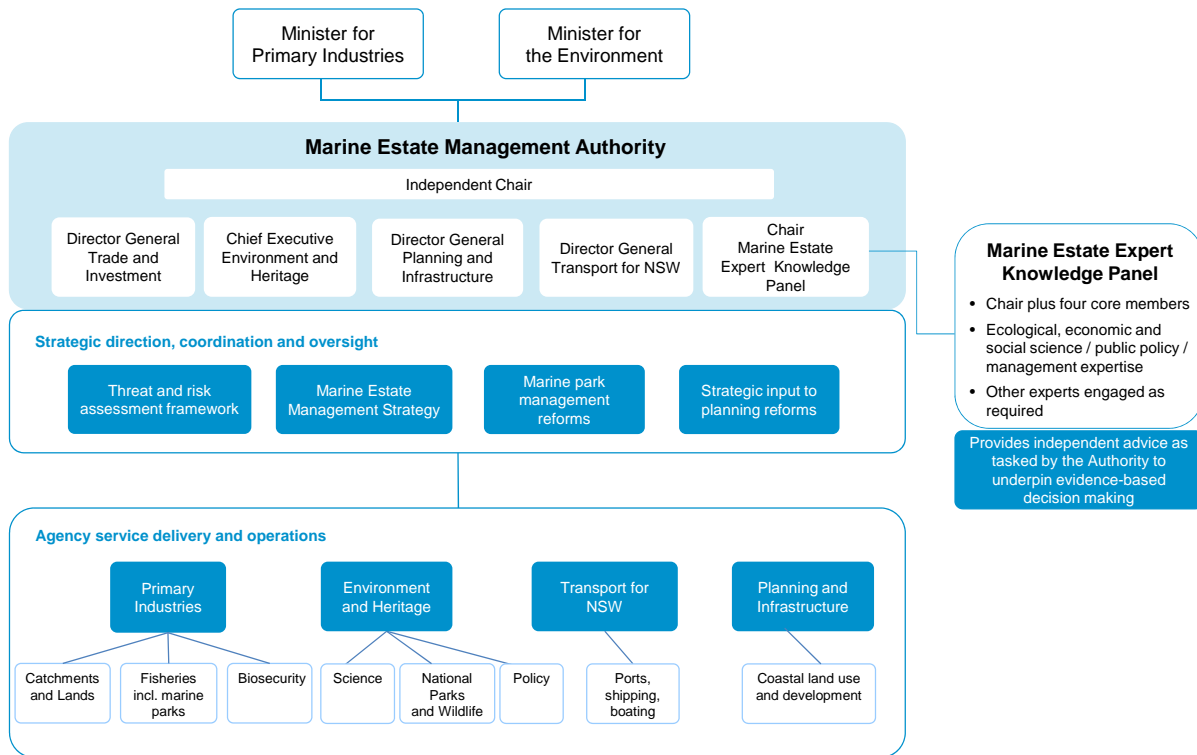 Minister for
Primary Industries
Minister for
the Environment
Marine Estate Management Authority
Independent Chair
Director General
Trade and
Investment
Chief Executive
Environment and
Heritage
Director General
Planning and
Infrastructure
Director General
Transport for NSW
Chair
Marine Estate
Expert Knowledge
Panel
Marine Estate Expert
Knowledge Panel
• Chair plus four core members
• Ecological, economic and
social science / public policy /
management expertise
• Other experts engaged as
required
Provides independent advice as
tasked by the Authority to
underpin evidence-based
decision making
Strategic direction, coordination and oversight
Threat and risk
assessment framework
Marine Estate
Management Strategy
Marine park
management
reforms
Strategic input to
planning reforms
Agency service delivery and operations
Primary
Industries
Environment
and Heritage
Transport for
NSW
Planning and
Infrastructure
Catchments
and Lands
Fisheries
incl. marine
parks
Biosecurity
Science
National
Parks
and Wildlife
Policy
Ports,
shipping,
boating
Coastal land use
and development